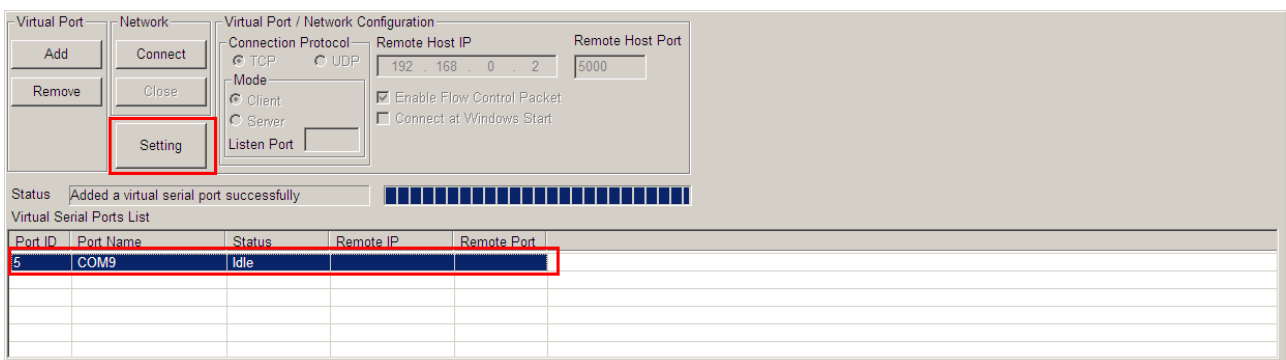 Virtual Port
Network
Virtual Port / Network Configuration
Add
Connect
Connection Protocol
Remote Host IP
Remote Host Port
TCP
UDP
192 . 168 . 0 . 2
5000
Remove
Close
Mode
Client
Enable Flow Control Packet
Server
Connect at Windows Start
Setting
Listen Port
Status
Added a virtual serial port successfully
Virtual Serial Ports List
Port ID Port Name Status Remote IP Remote Port
5 COM9 Idle